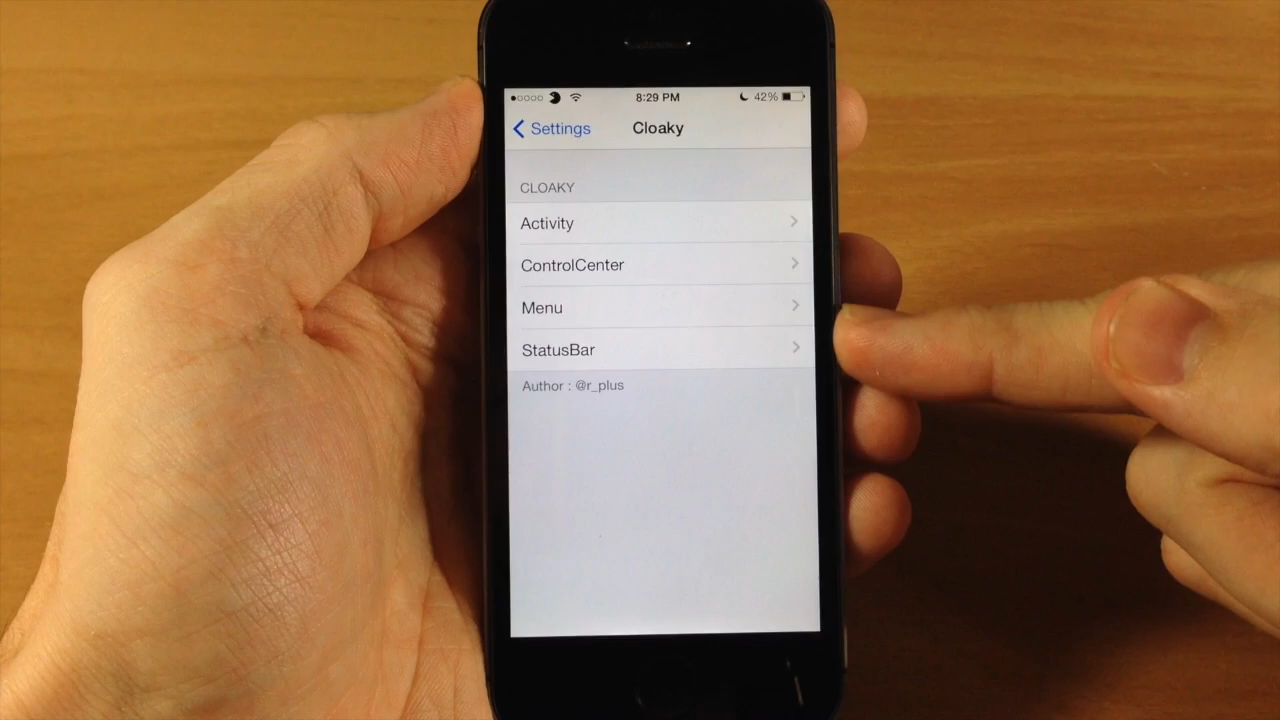 8:29 PM 42%
Settings Cloaky
CLOAKY
Activity
ControlCenter
Menu
StatusBar
Author : @r_plus